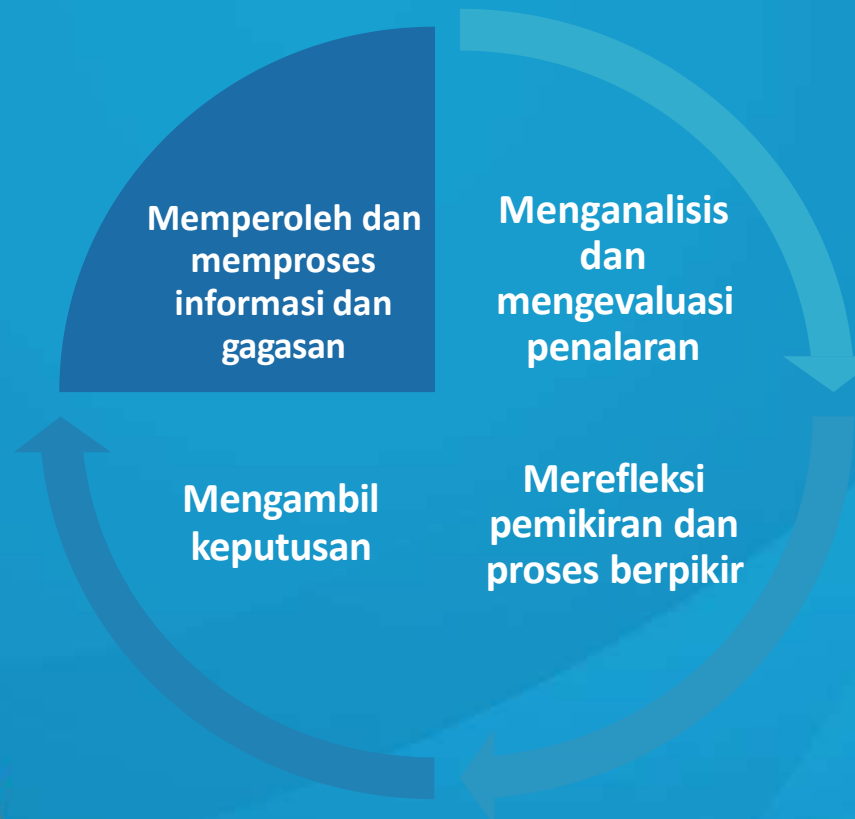 Memperoleh dan
memproses
informasi dan
gagasan
Menganalisis
dan
mengevaluasi
penalaran
Merefleksi
pemikiran dan
proses berpikir
Mengambil
keputusan